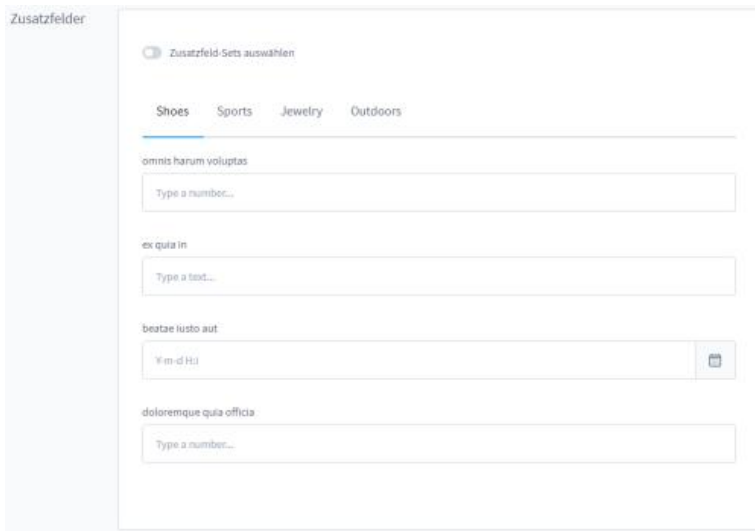 Zusatzfelder
Zusatzfeld-Sets auswählen
Shoes Sports Jewelry Outdoors
omnis harum voluptas
Type a number...
ex quia in
Type a text...
beatae iusto aut
Y-m-d H:i
doloremque quia officia
Type a number...